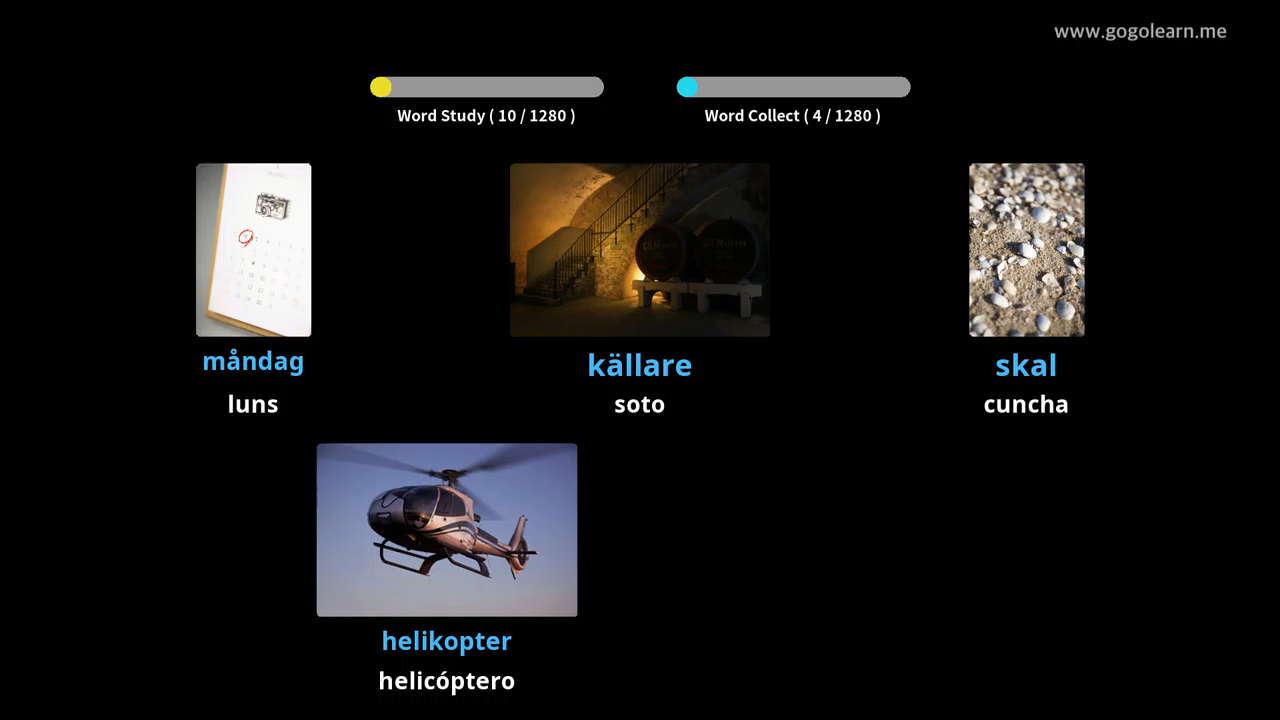 www.gogolearn.me
Word Study ( 10 / 1280 )
Word Collect ( 4 / 1280 )
måndag
källare
skal
luns
soto
cuncha
helikopter
helicóptero